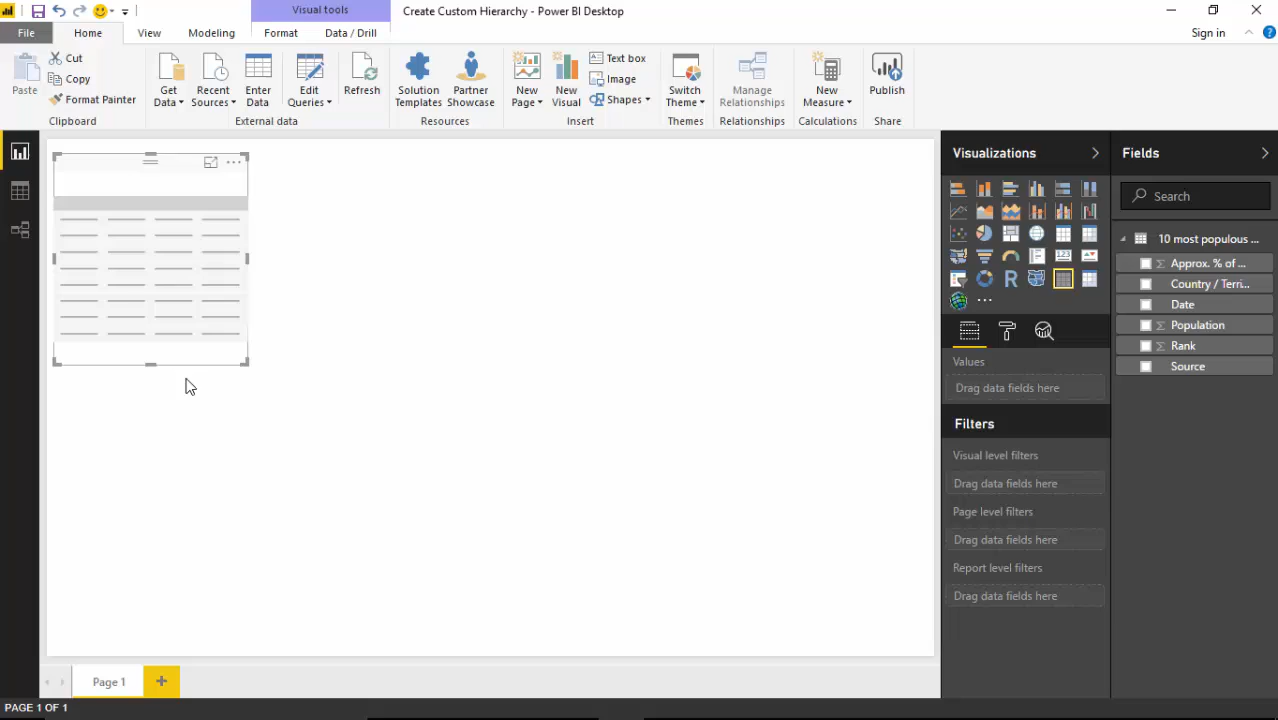 Visual tools
Create Custom Hierarchy - Power BI Desktop
File
Home
View
Modeling
Format
Data / Drill
Sign in
Paste
Cut
Copy
Format Painter
Clipboard
Get Data
Recent Sources
Enter Data
Edit Queries
Refresh
External data
Solution Templates
Partner Showcase
Resources
New Page
New Visual
Text box
Image
Shapes
Insert
Switch Theme
Themes
Manage Relationships
Relationships
New Measure
Calculations
Publish
Share
Visualizations
R
123
Values
Drag data fields here
Filters
Visual level filters
Drag data fields here
Page level filters
Drag data fields here
Report level filters
Drag data fields here
Fields
Search
10 most populous ...
Σ Approx. % of ...
Country / Terri...
Date
Σ Population
Σ Rank
Source
Page 1
PAGE 1 OF 1